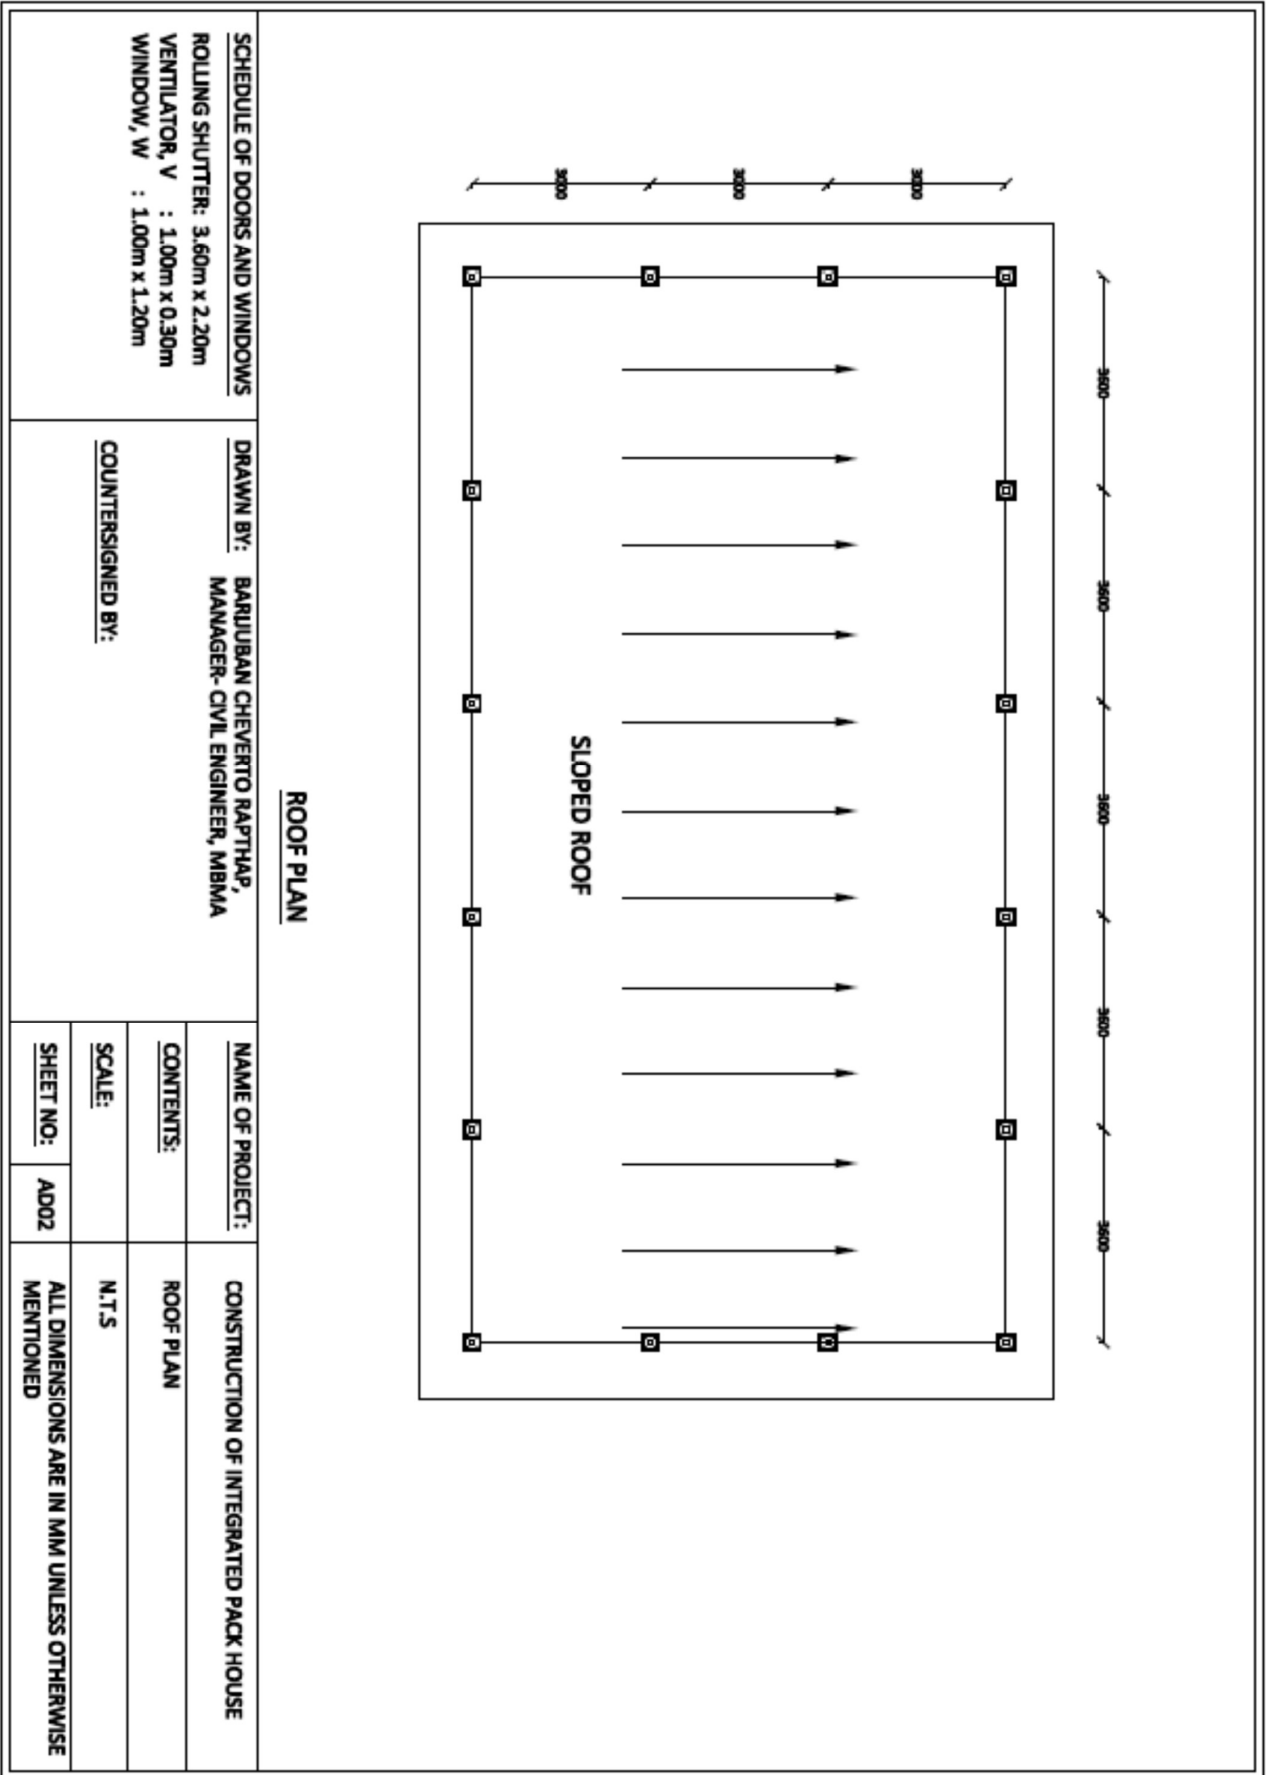 3600
3600
3600
3600
3600
3000
3000
3000
SLOPED ROOF
ROOF PLAN
SCHEDULE OF DOORS AND WINDOWS
ROLLING SHUTTER: 3.60m x 2.20m
VENTILATOR, V : 1.00m x 0.30m
WINDOW, W : 1.00m x 1.20m
DRAWN BY: BARIJUBAN CHEVERTO RAPTHAP,
MANAGER- CIVIL ENGINEER, MBMA
COUNTERSIGNED BY:
NAME OF PROJECT: CONSTRUCTION OF INTEGRATED PACK HOUSE
CONTENTS: ROOF PLAN
SCALE: N.T.S
SHEET NO: AD02
ALL DIMENSIONS ARE IN MM UNLESS OTHERWISE
MENTIONED